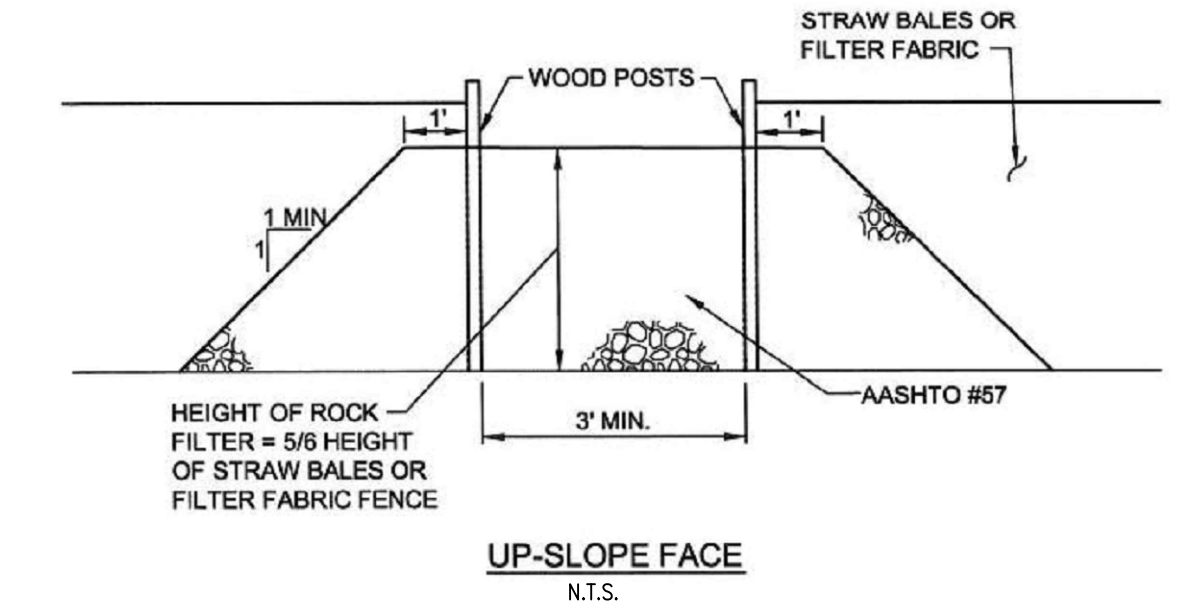 STRAW BALES OR
FILTER FABRIC
WOOD POSTS
1'
1'
1 MIN
1
HEIGHT OF ROCK
FILTER = 5/6 HEIGHT
OF STRAW BALES OR
FILTER FABRIC FENCE
3' MIN.
AASHTO #57
UP-SLOPE FACE
N.T.S.